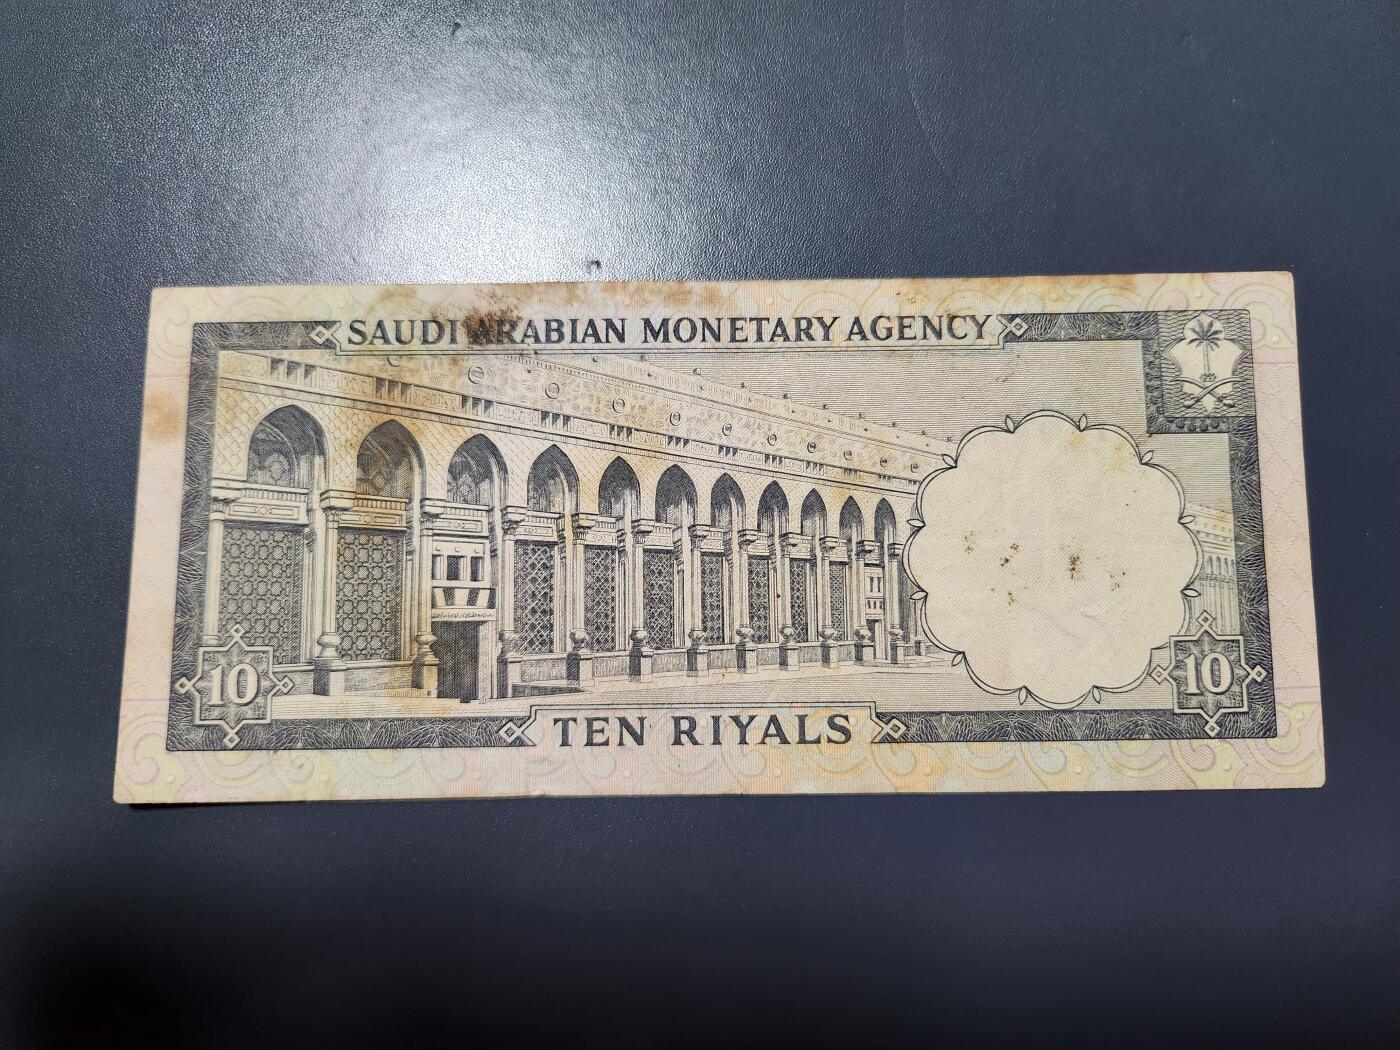 SAUDI ARABIAN MONETARY AGENCY
10
10
TEN RIYALS